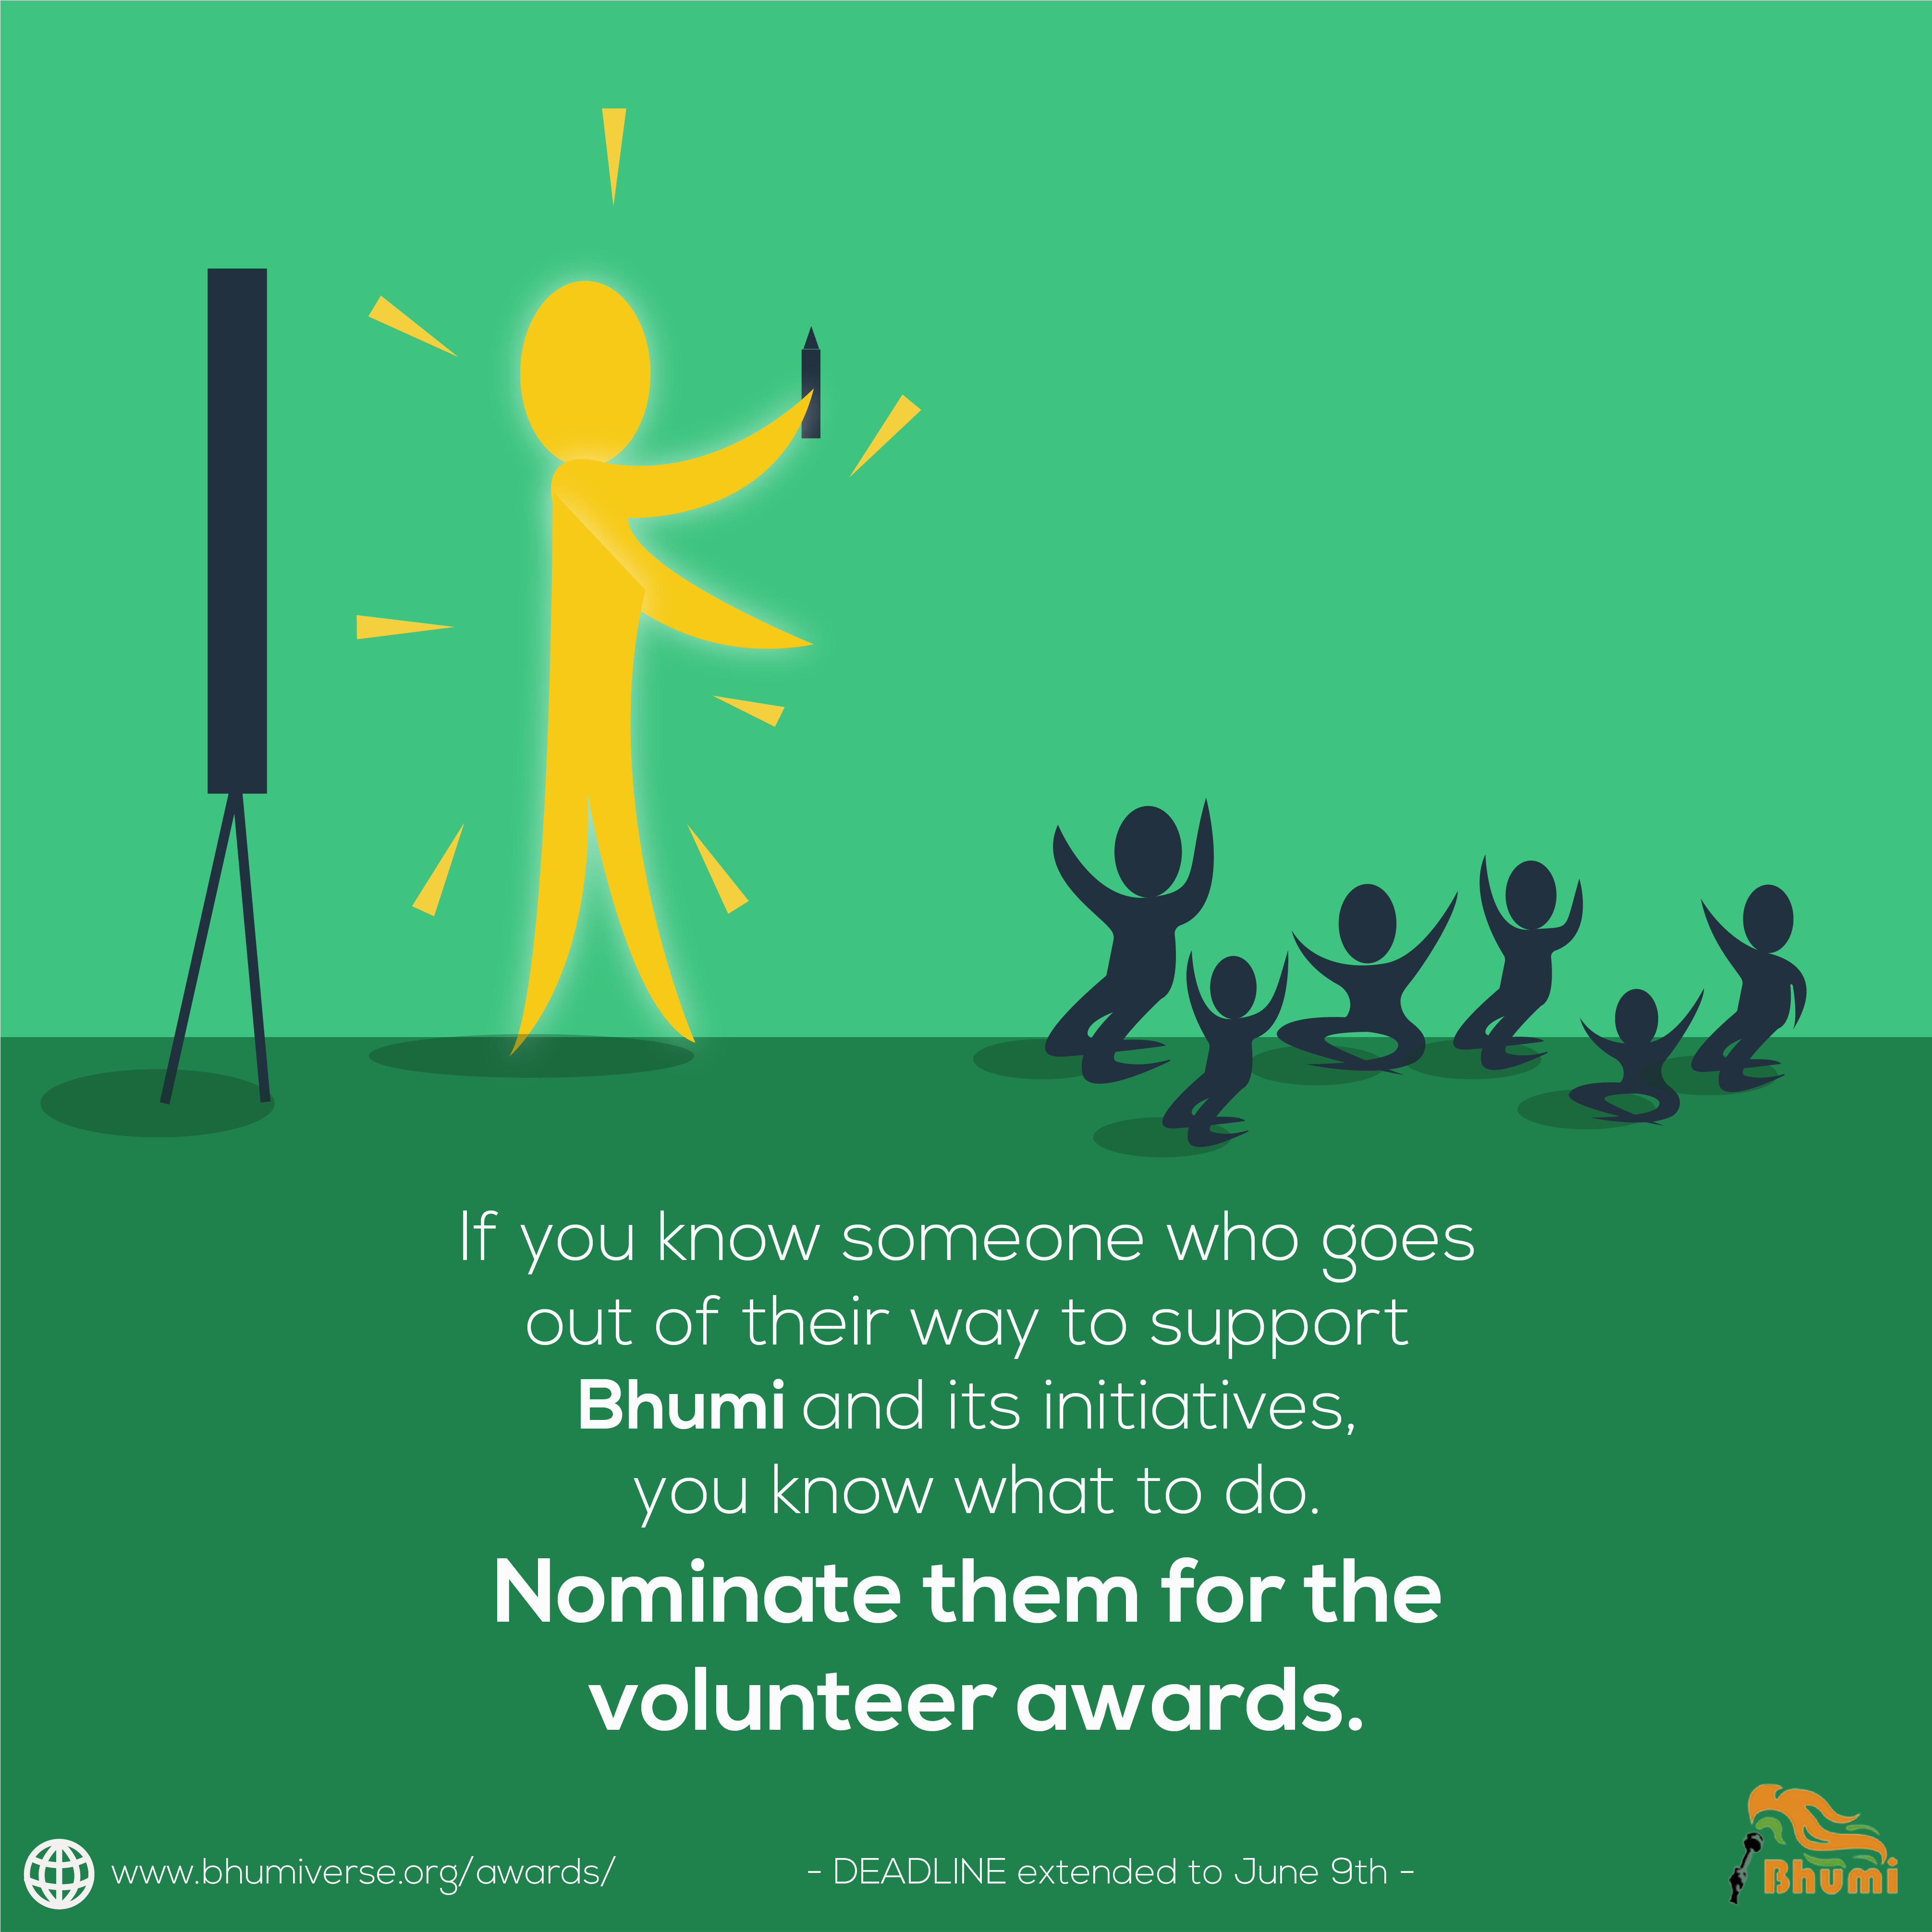 If you know someone who goes
out of their way to support
Bhumi and its initiatives,
you know what to do.
Nominate them for the
volunteer awards.
www.bhumiverse.org/awards/
- DEADLINE extended to June 9th -
Bhumi